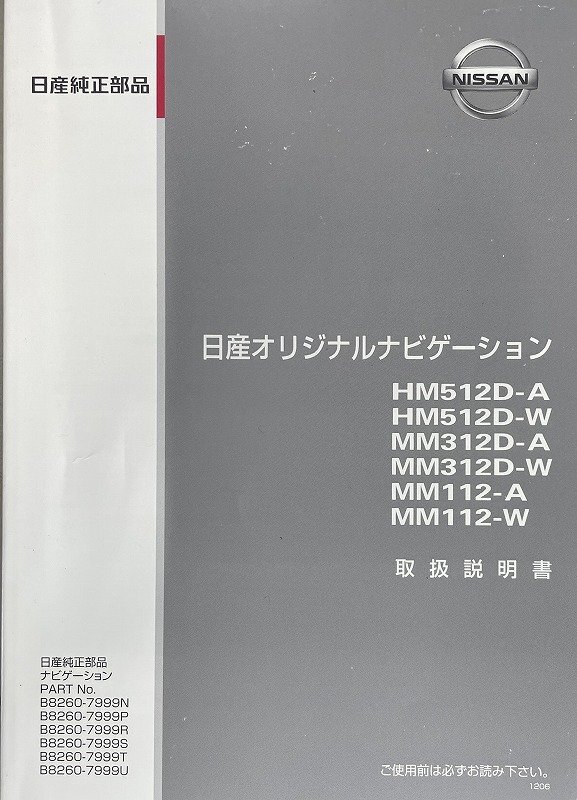 日産純正部品
NISSAN
日産オリジナルナビゲーション
HM512D-A
HM512D-W
MM312D-A
MM312D-W
MM112-A
MM112-W
取扱説明書
日産純正部品
ナビゲーション
PART No.
B8260-7999N
B8260-7999P
B8260-7999R
B8260-7999S
B8260-7999T
B8260-7999U
ご使用前は必ずお読み下さい。
1206